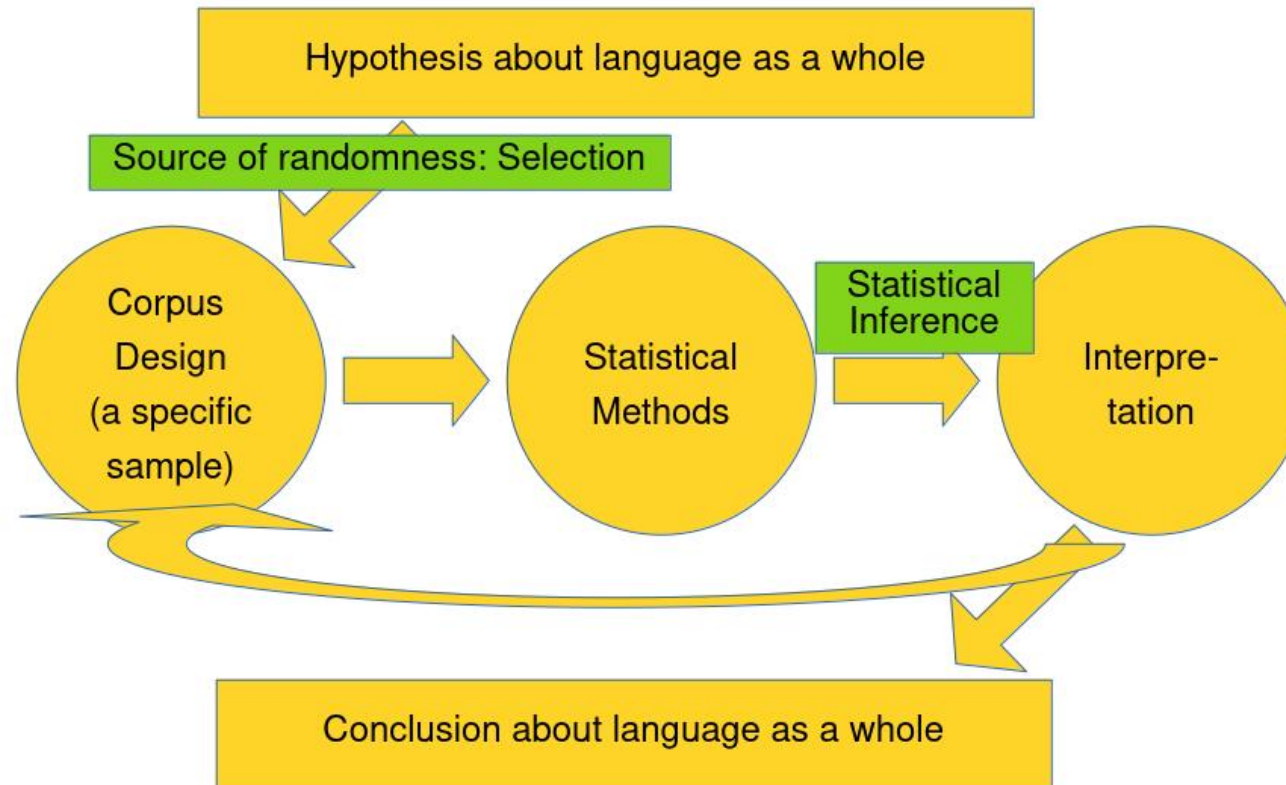 Hypothesis about language as a whole
Source of randomness: Selection
Corpus
Design
(a specific
sample)
Statistical
Methods
Statistical
Inference
Interpre-
tation
Conclusion about language as a whole